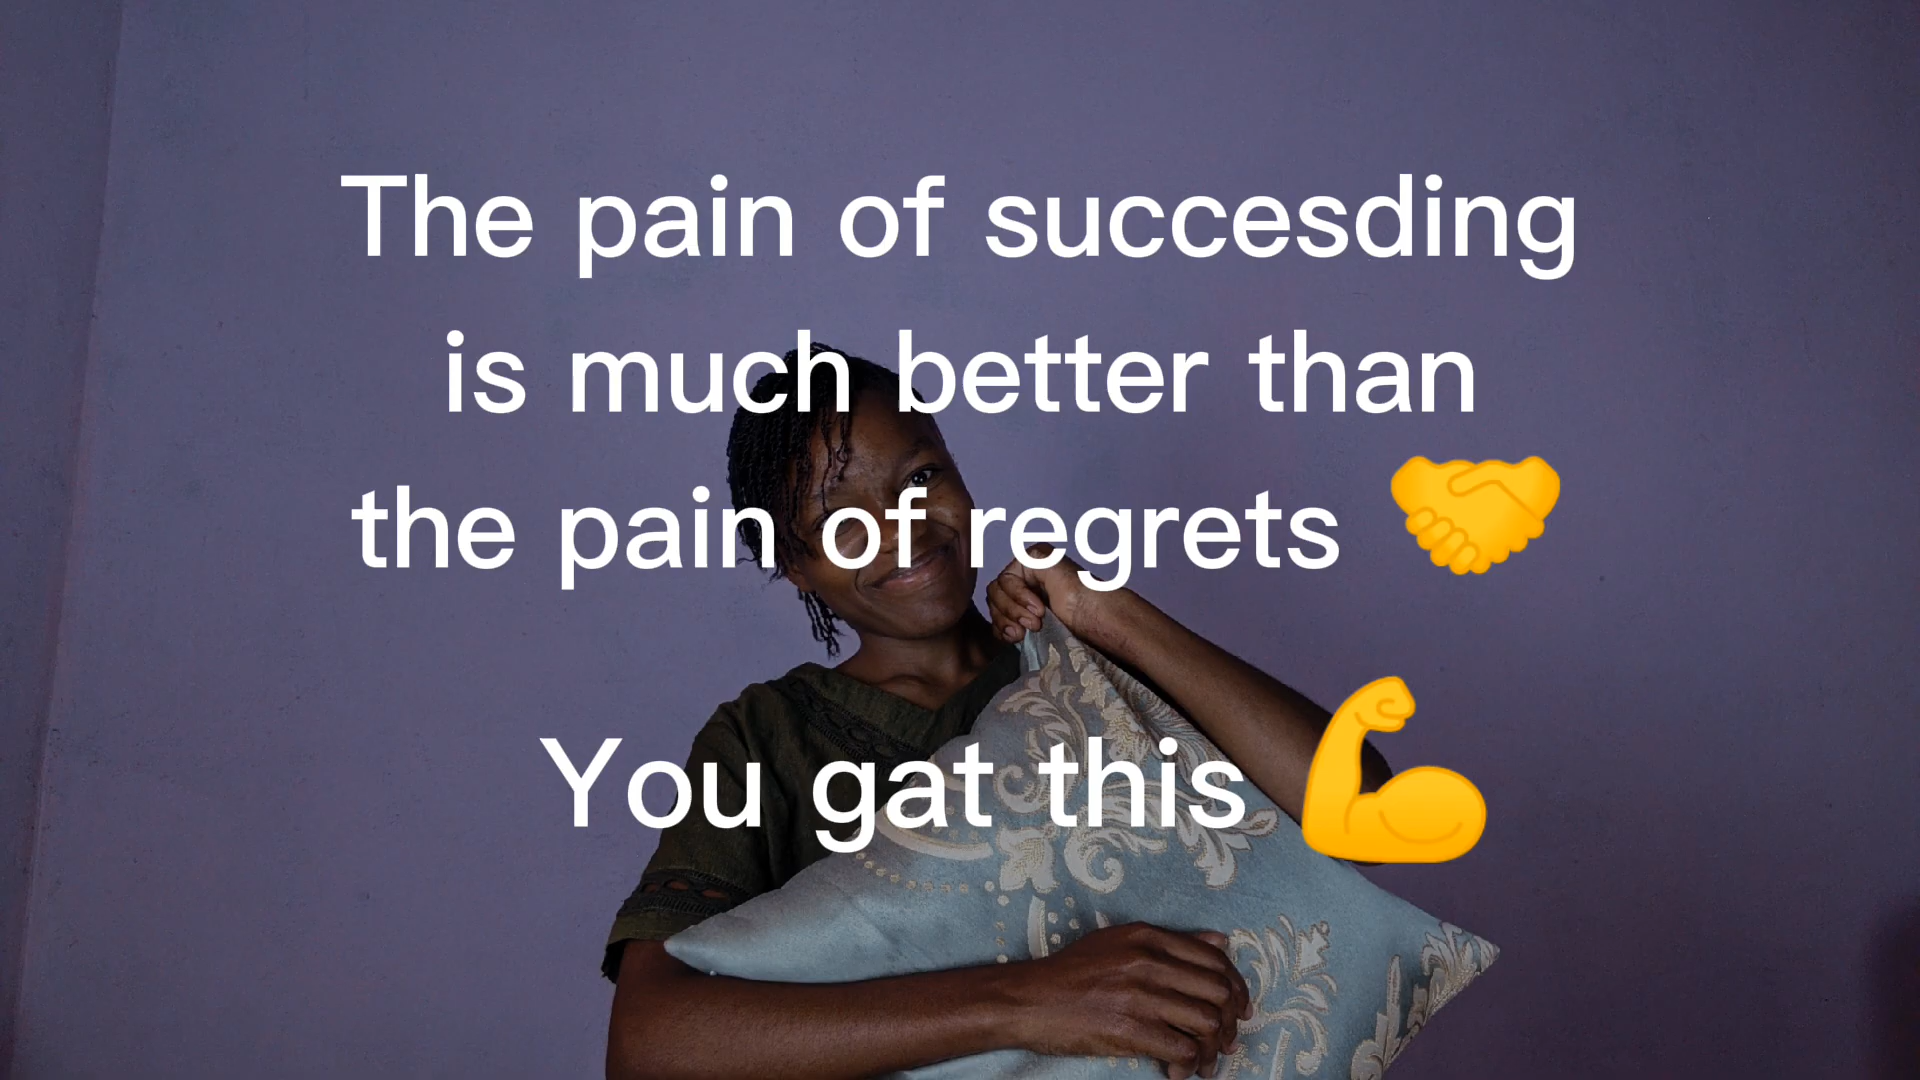 The pain of succesding
is much better than
the pain of regrets 🤝
You gat this 💪